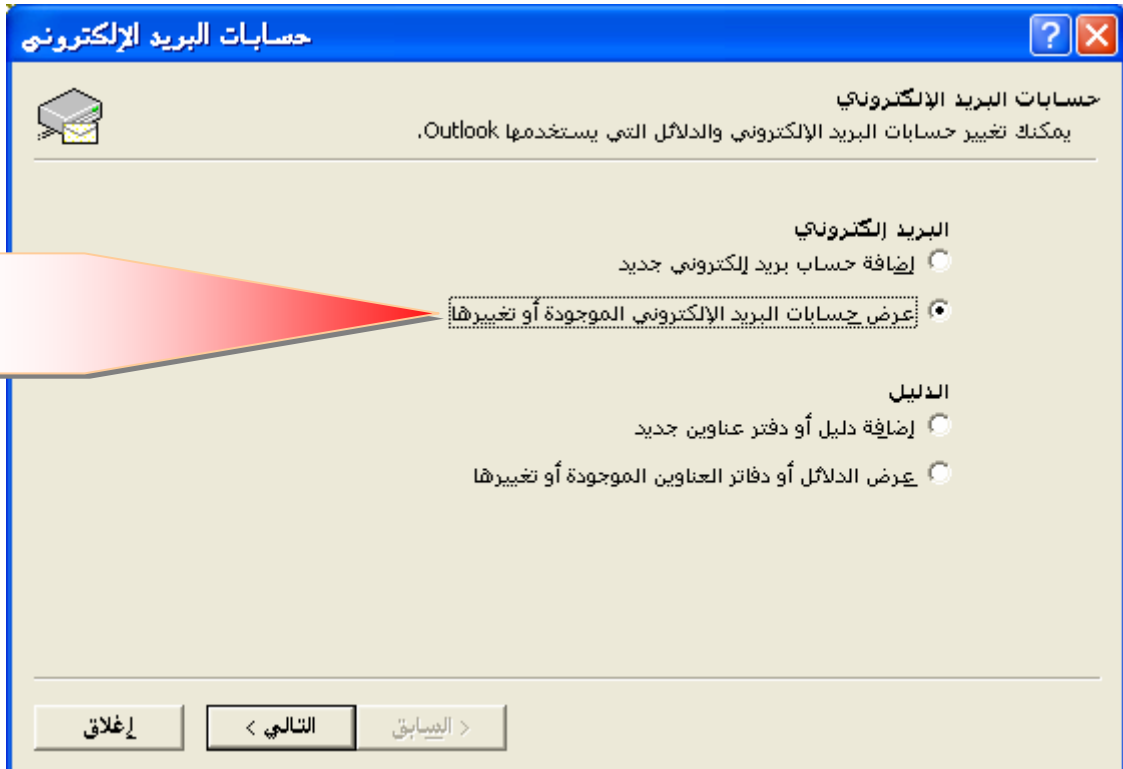 حسابات البريد الإلكتروني
حسابات البريد الإلكتروني
يمكنك تغيير حسابات البريد الإلكتروني والدلائل التي يستخدمها Outlook.
البريد إلكتروني
إضافة حساب بريد إلكتروني جديد
عرض حسابات البريد الإلكتروني الموجودة أو تغييرها
الدليل
إضافة دليل أو دفتر عناوين جديد
عرض الدلائل أو دفاتر العناوين الموجودة أو تغييرها
< السابق
التالي >
إغلاق